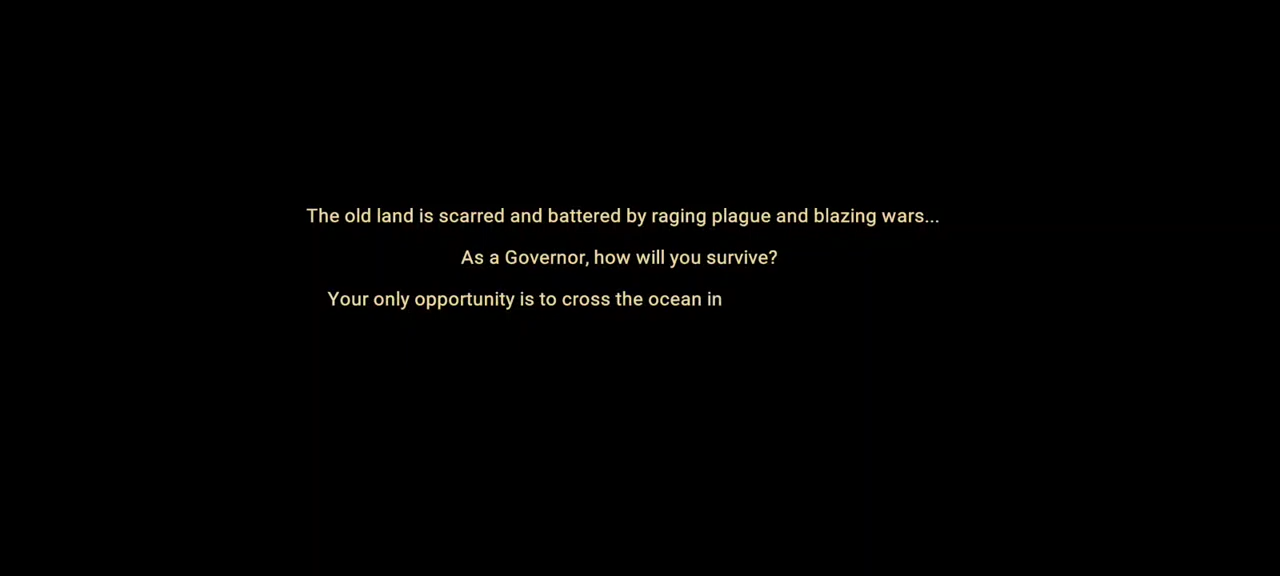 The old land is scarred and battered by raging plague and blazing wars...
As a Governor, how will you survive?
Your only opportunity is to cross the ocean in